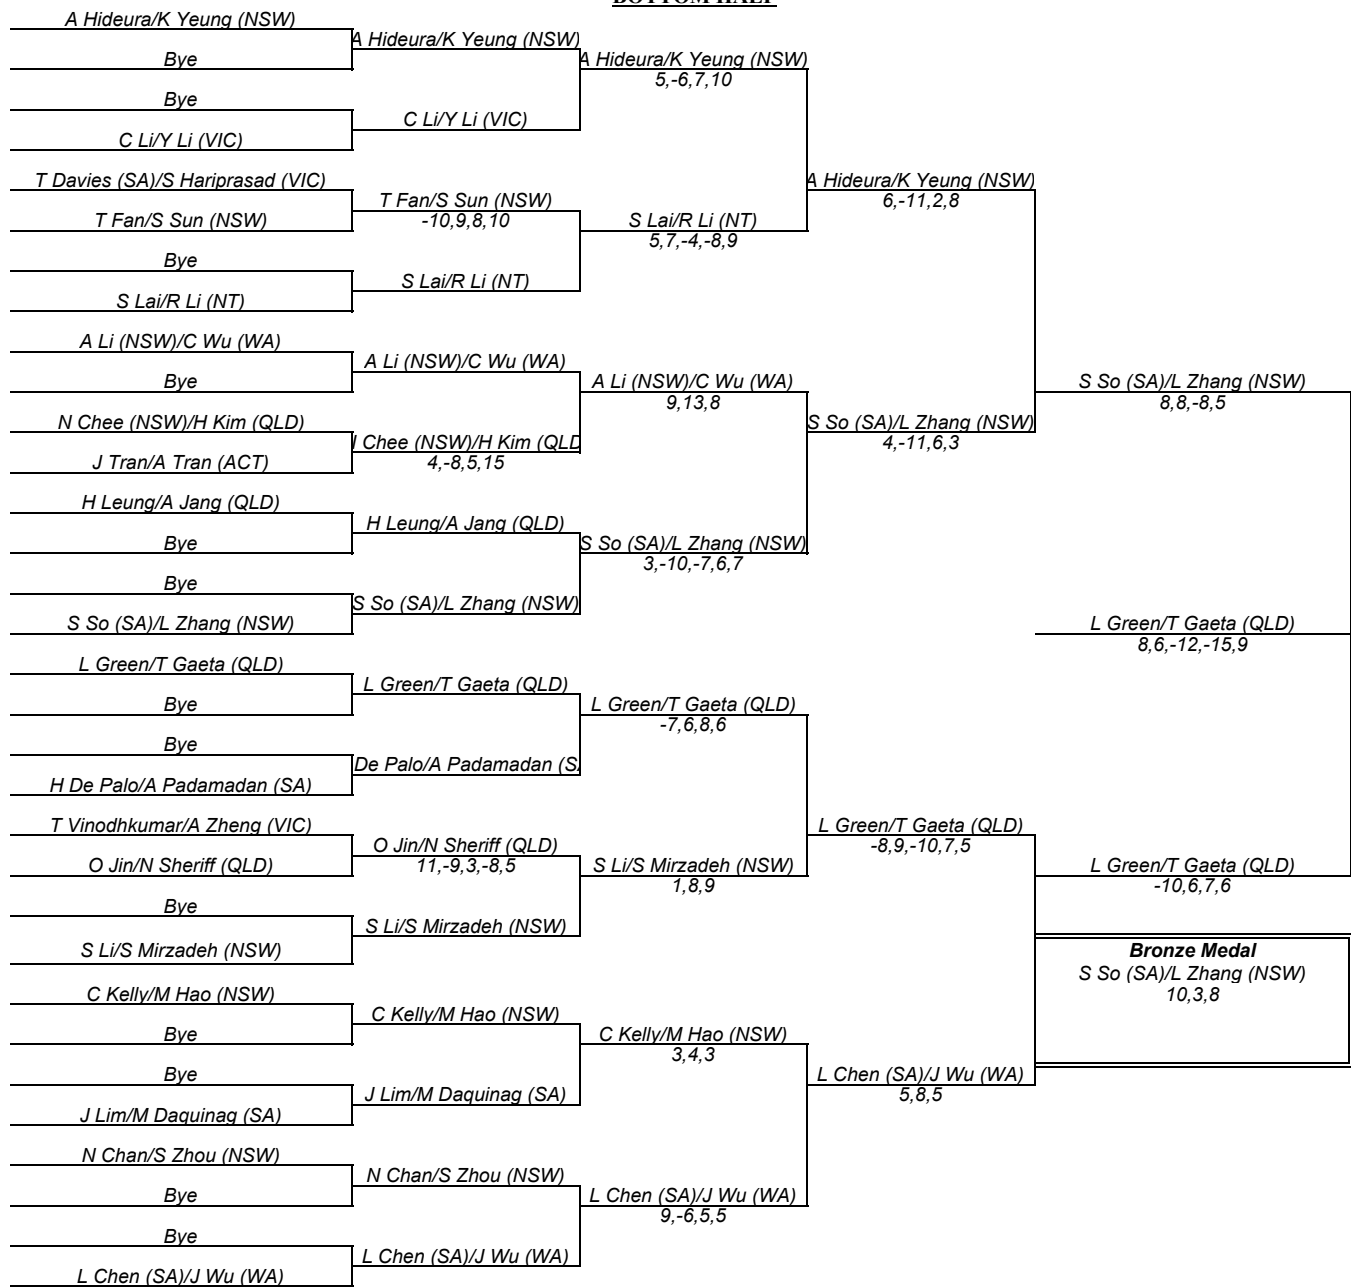 BOTTOM HALF
A Hideura/K Yeung (NSW)
Bye
Bye
C Li/Y Li (VIC)
T Davies (SA)/S Hariprasad (VIC)
T Fan/S Sun (NSW)
Bye
S Lai/R Li (NT)
A Li (NSW)/C Wu (WA)
Bye
N Chee (NSW)/H Kim (QLD)
J Tran/A Tran (ACT)
H Leung/A Jang (QLD)
Bye
Bye
S So (SA)/L Zhang (NSW)
L Green/T Gaeta (QLD)
Bye
Bye
H De Palo/A Padamadan (SA)
T Vinodhkumar/A Zheng (VIC)
O Jin/N Sheriff (QLD)
Bye
S Li/S Mirzadeh (NSW)
C Kelly/M Hao (NSW)
Bye
Bye
J Lim/M Daquinag (SA)
N Chan/S Zhou (NSW)
Bye
Bye
L Chen (SA)/J Wu (WA)
A Hideura/K Yeung (NSW)
C Li/Y Li (VIC)
T Fan/S Sun (NSW)
-10,9,8,10
S Lai/R Li (NT)
A Li (NSW)/C Wu (WA)
Chee (NSW)/H Kim (QLD
4,-8,5,15
H Leung/A Jang (QLD)
S So (SA)/L Zhang (NSW)
L Green/T Gaeta (QLD)
De Palo/A Padamadan (S
O Jin/N Sheriff (QLD)
11,-9,3,-8,5
S Li/S Mirzadeh (NSW)
C Kelly/M Hao (NSW)
J Lim/M Daquinag (SA)
N Chan/S Zhou (NSW)
L Chen (SA)/J Wu (WA)
A Hideura/K Yeung (NSW)
5,-6,7,10
S Lai/R Li (NT)
5,7,-4,-8,9
A Li (NSW)/C Wu (WA)
9,13,8
S So (SA)/L Zhang (NSW)
3,-10,-7,6,7
L Green/T Gaeta (QLD)
-7,6,8,6
S Li/S Mirzadeh (NSW)
1,8,9
C Kelly/M Hao (NSW)
3,4,3
L Chen (SA)/J Wu (WA)
9,-6,5,5
A Hideura/K Yeung (NSW)
6,-11,2,8
S So (SA)/L Zhang (NSW)
4,-11,6,3
L Green/T Gaeta (QLD)
-8,9,-10,7,5
L Chen (SA)/J Wu (WA)
5,8,5
S So (SA)/L Zhang (NSW)
8,8,-8,5
L Green/T Gaeta (QLD)
8,6,-12,-15,9
L Green/T Gaeta (QLD)
-10,6,7,6
Bronze Medal
S So (SA)/L Zhang (NSW)
10,3,8